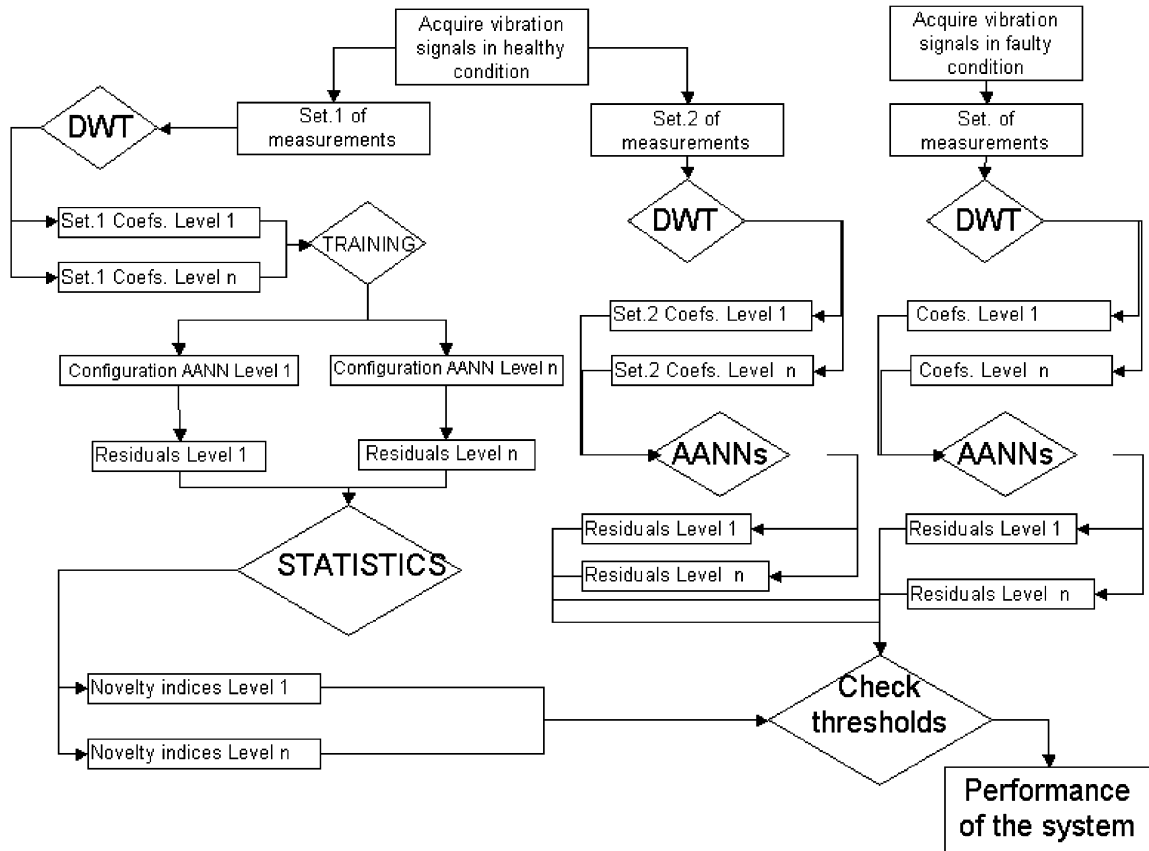 Acquire vibration
signals in healthy
condition
Acquire vibration
signals in faulty
condition
DWT
Set.1 of
measurements
Set.2 of
measurements
Set. of
measurements
DWT
DWT
Set.1 Coefs. Level 1
TRAINING
Set.1 Coefs. Level n
Set.2 Coefs. Level 1
Coefs. Level 1
Configuration AANN Level 1
Configuration AANN Level n
Set.2 Coefs. Level n
Coefs. Level n
Residuals Level 1
Residuals Level n
AANNs
AANNs
Residuals Level 1
Residuals Level 1
STATISTICS
Residuals Level n
Residuals Level n
Novelty indices Level 1
Check
thresholds
Novelty indices Level n
Performance
of the system